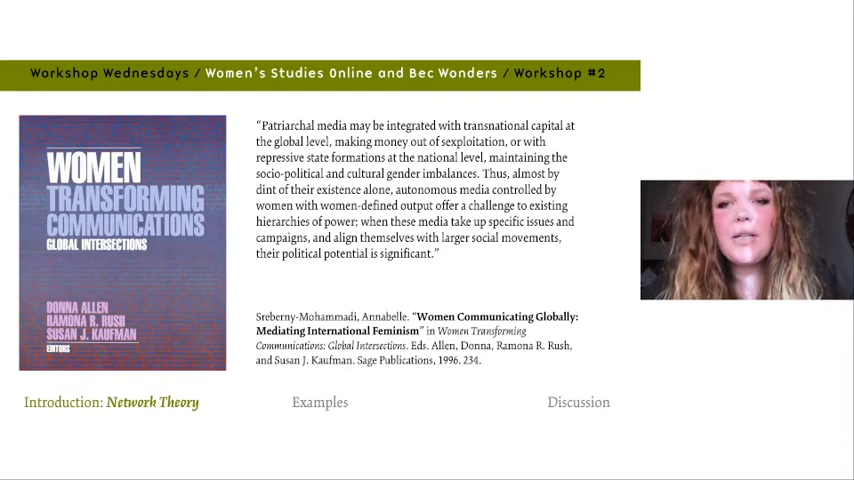 Workshop Wednesdays / Women's Studies Online and Bec Wonders / Workshop #2
WOMEN
TRANSFORMING
COMMUNICATIONS
GLOBAL INTERSECTIONS
DONNA ALLEN
RAMONA R. RUSH
SUSAN J. KAUFMAN
EDITORS
“Patriarchal media may be integrated with transnational capital at
the global level, making money out of sexploitation, or with
repressive state formations at the national level, maintaining the
socio-political and cultural gender imbalances. Thus, almost by
dint of their existence alone, autonomous media controlled by
women with women-defined output offer a challenge to existing
hierarchies of power; when these media take up specific issues and
campaigns, and align themselves with larger social movements,
their political potential is significant.”
Sreberny-Mohammadi, Annabelle. “Women Communicating Globally:
Mediating International Feminism” in Women Transforming
Communications: Global Intersections. Eds. Allen, Donna, Ramona R. Rush,
and Susan J. Kaufman. Sage Publications, 1996. 234.
Introduction: Network Theory
Examples
Discussion